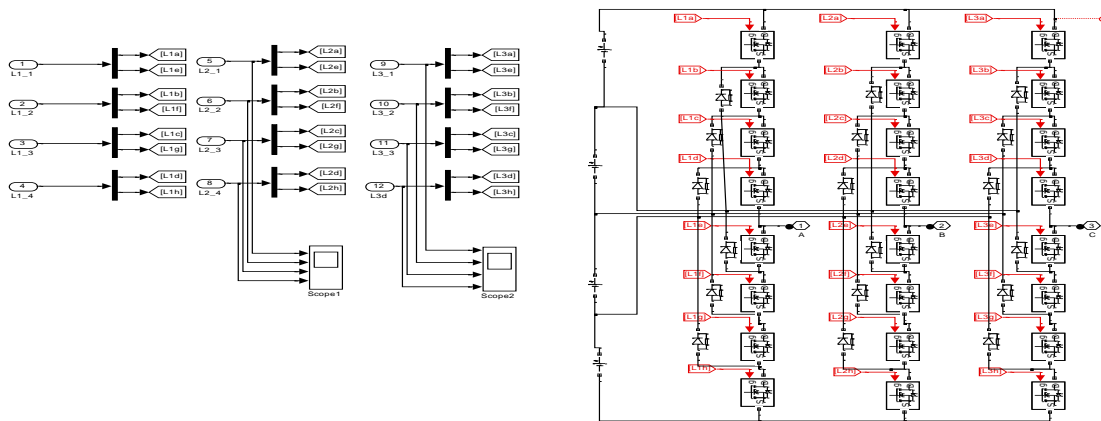 1
L1_1
[L1a]
[L1e]
2
L1_2
[L1b]
[L1f]
3
L1_3
[L1c]
[L1g]
4
L1_4
[L1d]
[L1h]
5
L2_1
[L2a]
[L2e]
6
L2_2
[L2b]
[L2f]
7
L2_3
[L2c]
[L2g]
8
L2_4
[L2d]
[L2h]
Scope1
9
L3_1
[L3a]
[L3e]
10
L3_2
[L3b]
[L3f]
11
L3_3
[L3c]
[L3g]
12
L3d
[L3d]
[L3h]
Scope2
[L1a]
[L1b]
[L1c]
[L1d]
[L1e]
[L1f]
[L1g]
[L1h]
1
A
[L2a]
[L2b]
[L2c]
[L2d]
[L2e]
[L2f]
[L2g]
[L2h]
2
B
[L3a]
[L3b]
[L3c]
[L3d]
[L3e]
[L3f]
[L3g]
[L3h]
3
C